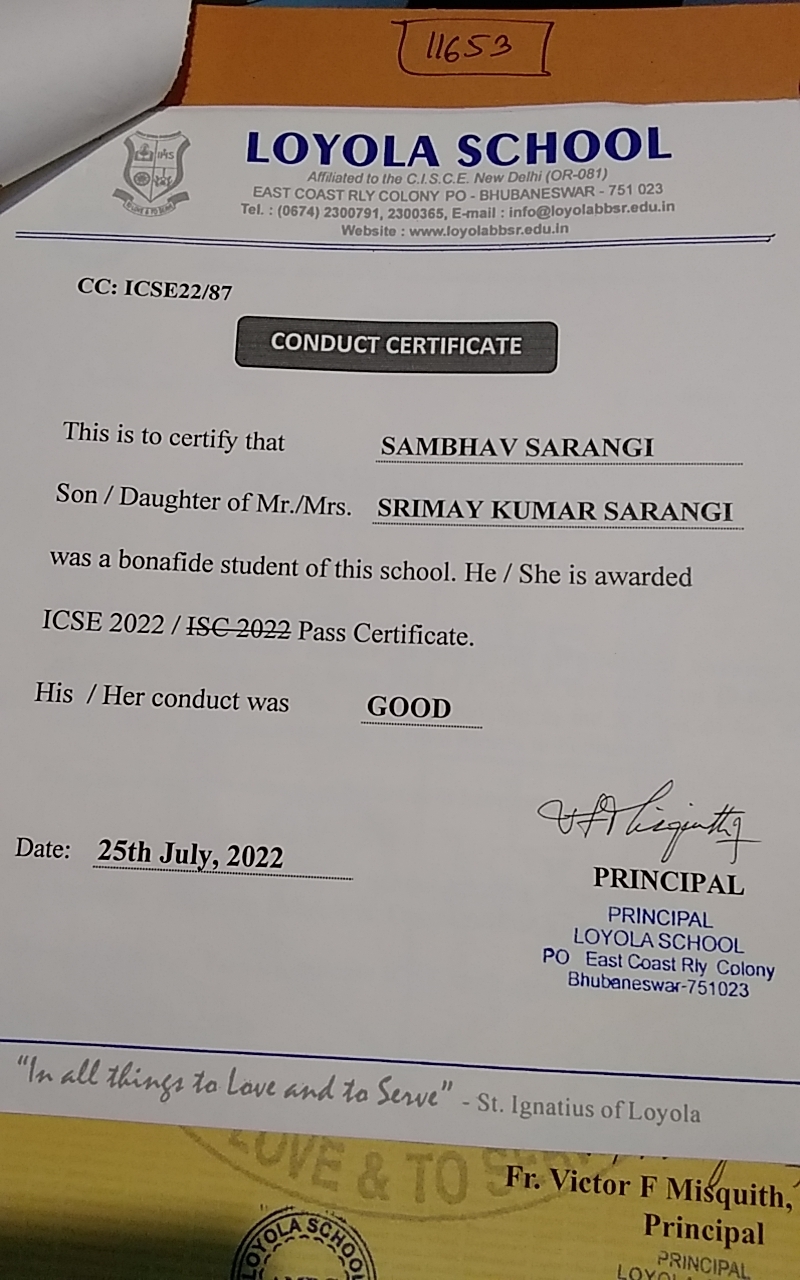 11653
LOYOLA SCHOOL
Affiliated to the C.I.S.C.E. New Delhi (OR-081)
EAST COAST RLY COLONY PO - BHUBANESWAR - 751 023
Tel. : (0674) 2300791, 2300365, E-mail : info@loyolabbsr.edu.in
Website : www.loyolabbsr.edu.in
CC: ICSE22/87
CONDUCT CERTIFICATE
This is to certify that SAMBHAV SARANGI
Son / Daughter of Mr./Mrs. SRIMAY KUMAR SARANGI
was a bonafide student of this school. He / She is awarded
ICSE 2022 / ISC 2022 Pass Certificate.
His / Her conduct was GOOD
Date: 25th July, 2022
PRINCIPAL
PRINCIPAL
LOYOLA SCHOOL
PO East Coast Rly Colony
Bhubaneswar-751023
"In all things to Love and to Serve" - St. Ignatius of Loyola
LOVE & TO
Fr. Victor F Misquith,
Principal
LOYOLA SCHOOL
PRINCIPAL